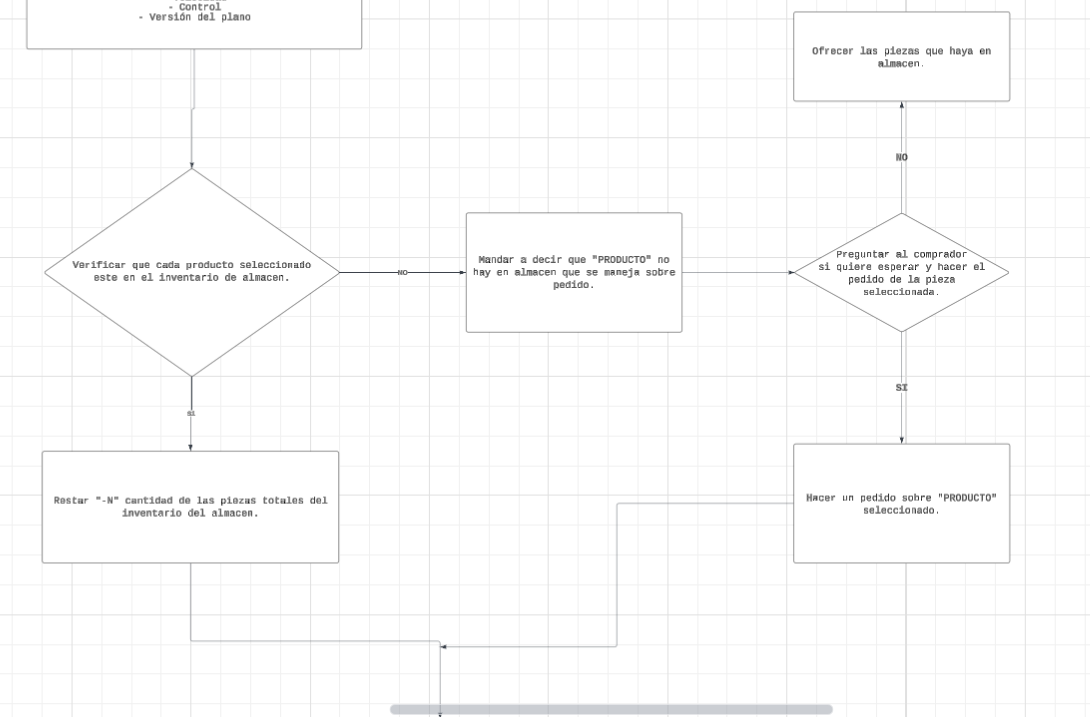 - Control
- Versión del plano
Ofrecer las piezas que haya en
almacen.
NO
Verificar que cada producto seleccionado
este en el inventario de almacen.
NO
Mandar a decir que "PRODUCTO" no
hay en almacen que se maneja sobre
pedido.
Preguntar al comprador
si quiere esperar y hacer el
pedido de la pieza
seleccionada.
SI
SI
Restar "-N" cantidad de las piezas totales del
inventario del almacen.
Hacer un pedido sobre "PRODUCTO"
seleccionado.